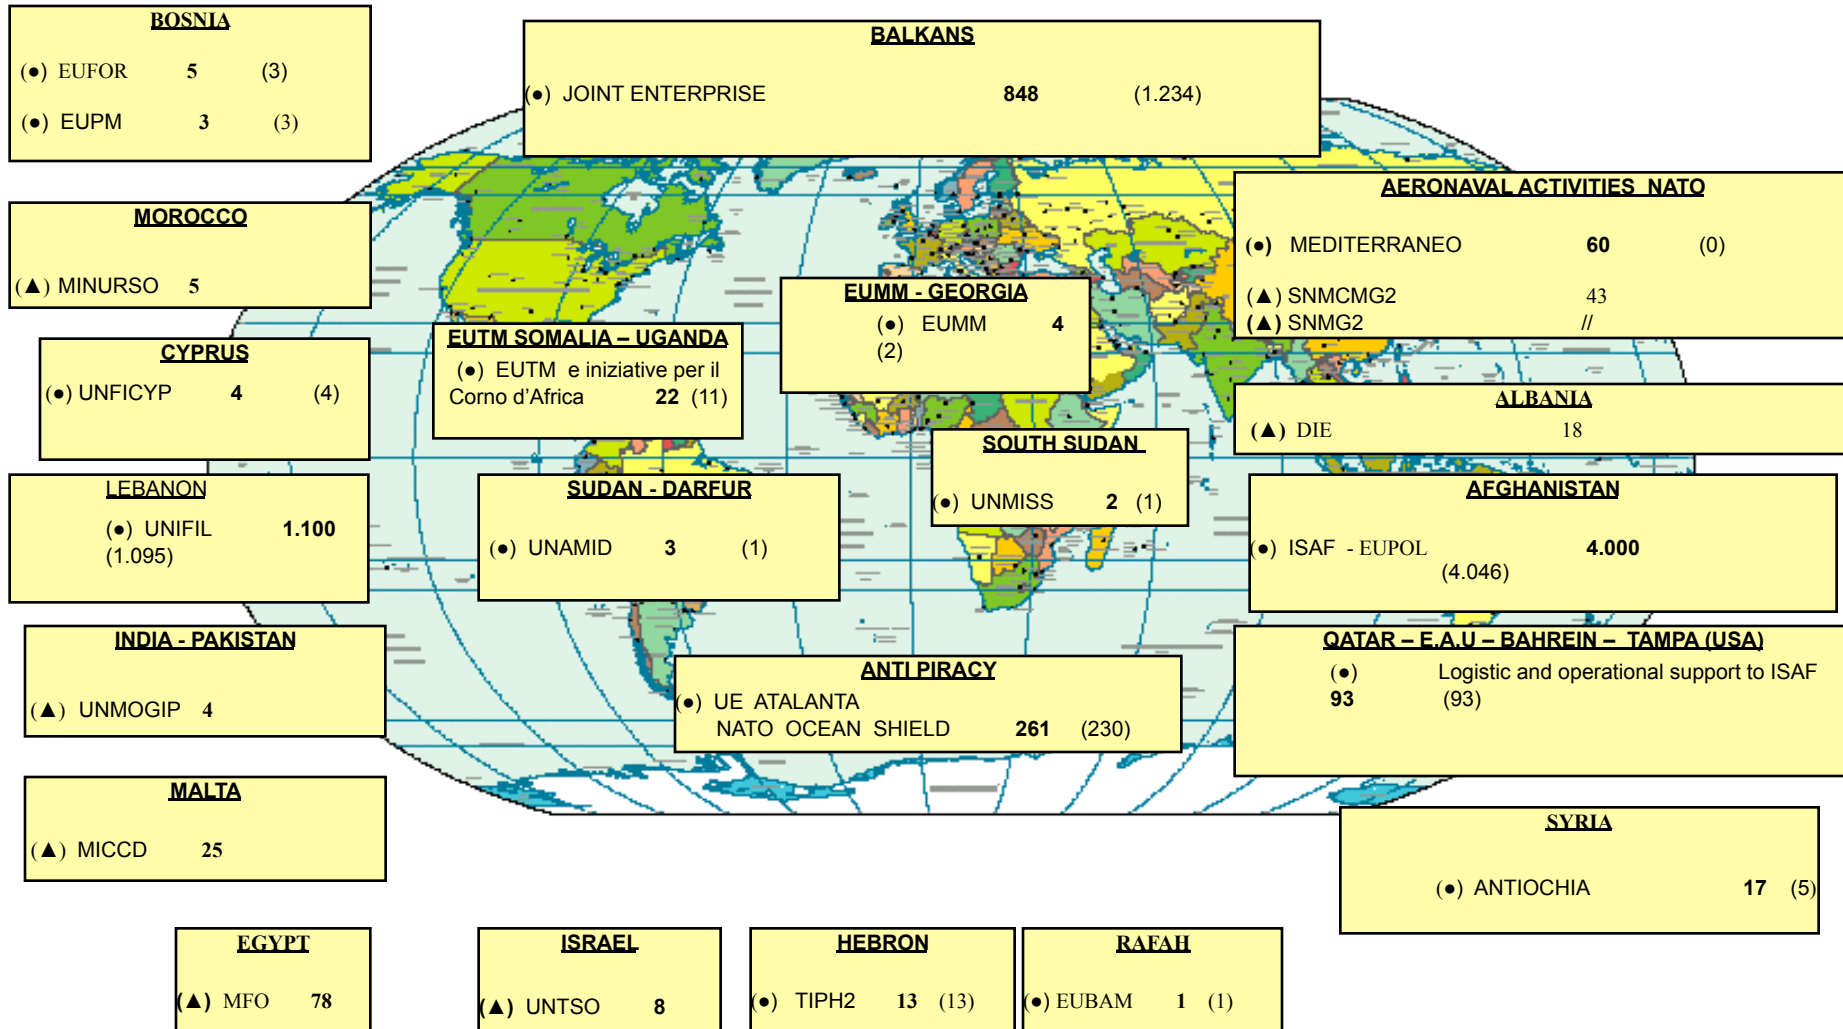 BOSNIA
(●) EUFOR 5 (3)
(●) EUPM 3 (3)
BALKANS
(●) JOINT ENTERPRISE 848 (1.234)
MOROCCO
(▲) MINURSO 5
AERONAVAL ACTIVITIES NATO
(●) MEDITERRANEO 60 (0)
(▲) SNMCMG2 43
(▲) SNMG2 //
EUMM - GEORGIA
(●) EUMM 4
(2)
EUTM SOMALIA – UGANDA
(●) EUTM e iniziative per il
Corno d'Africa 22 (11)
CYPRUS
(●) UNFICYP 4 (4)
ALBANIA
(▲) DIE 18
SOUTH SUDAN
(●) UNMISS 2 (1)
LEBANON
(●) UNIFIL 1.100
(1.095)
SUDAN - DARFUR
(●) UNAMID 3 (1)
AFGHANISTAN
(●) ISAF - EUPOL 4.000
(4.046)
INDIA - PAKISTAN
(▲) UNMOGIP 4
ANTI PIRACY
(●) UE ATALANTA
NATO OCEAN SHIELD 261 (230)
QATAR – E.A.U – BAHREIN – TAMPA (USA)
(●) Logistic and operational support to ISAF
93 (93)
MALTA
(▲) MICCD 25
SYRIA
(●) ANTIOCHIA 17 (5)
EGYPT
(▲) MFO 78
ISRAEL
(▲) UNTSO 8
HEBRON
(●) TIPH2 13 (13)
RAFAH
(●) EUBAM 1 (1)